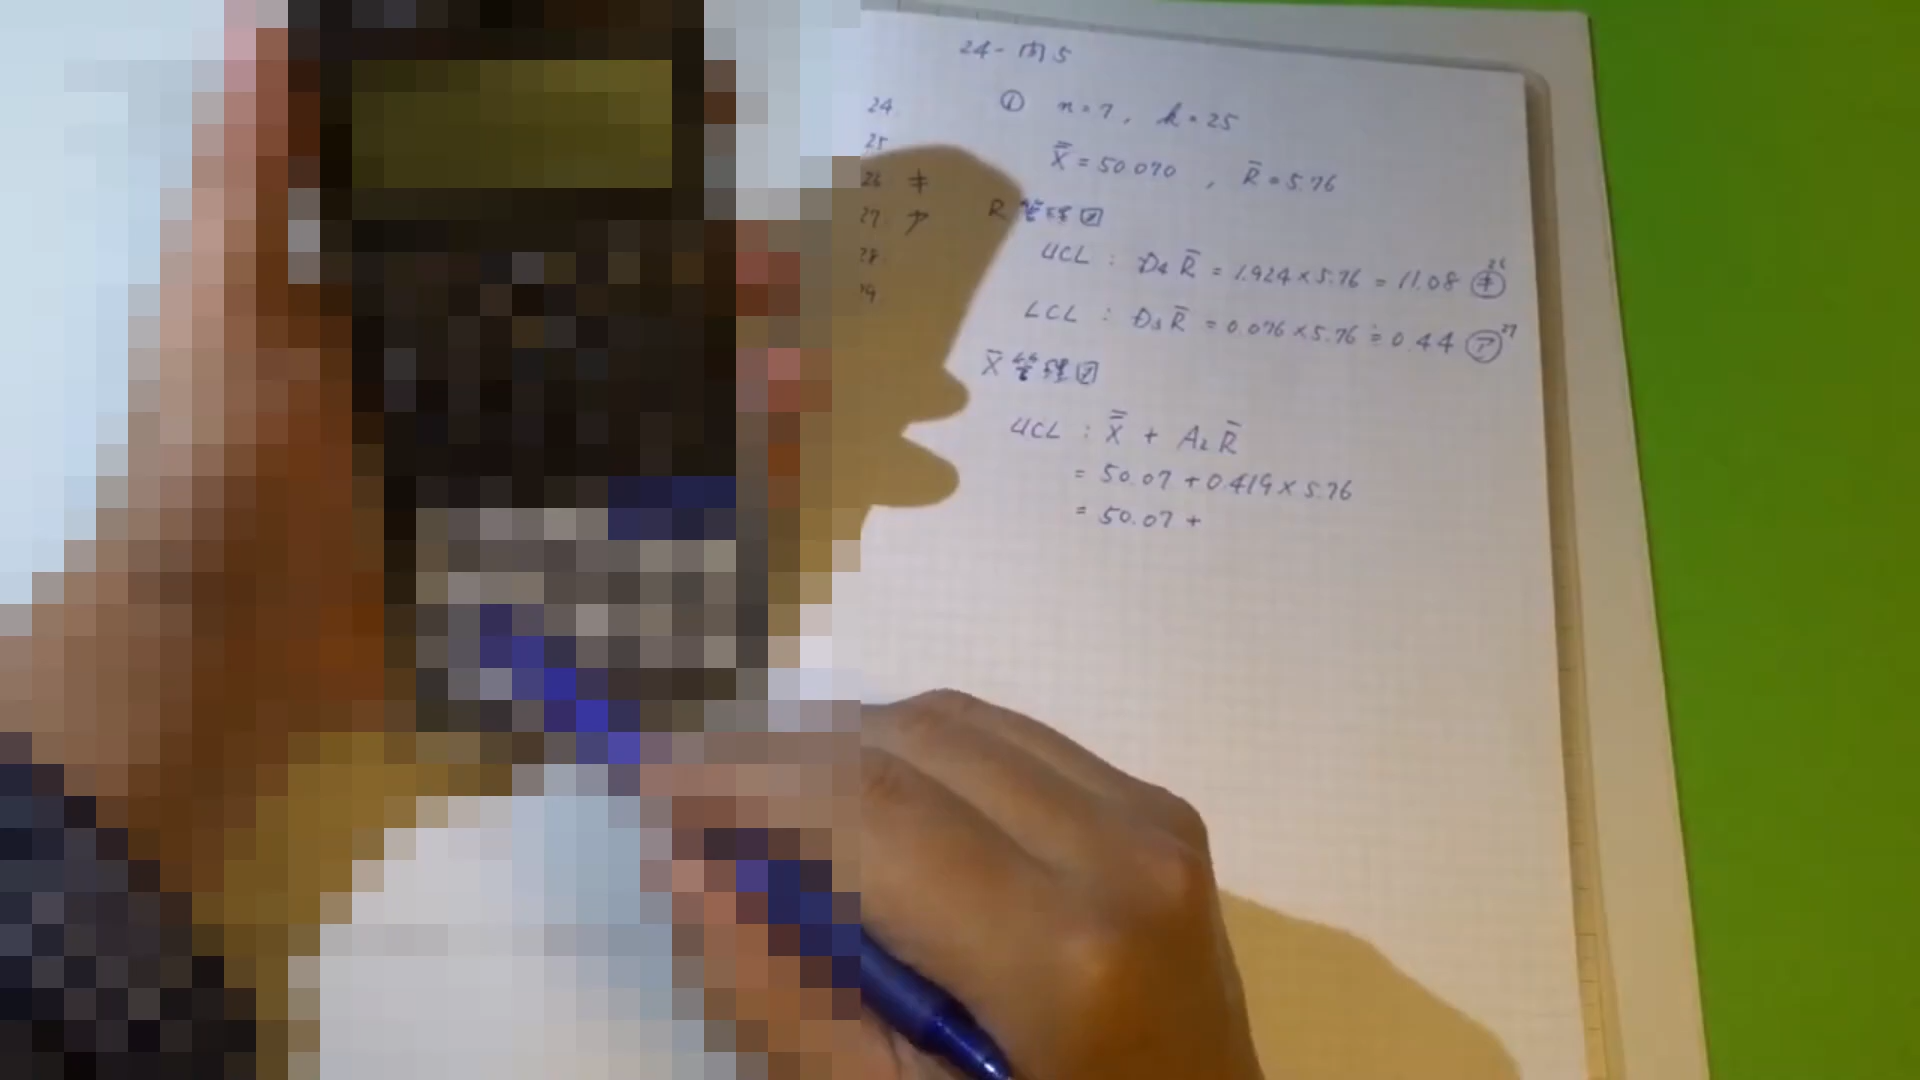 24-問5
① n=7, k=25
X̿=50.070 , R̄=5.76
R 管理図
UCL : D₄R̄ = 1.924×5.76 = 11.08 ㋖ 26
LCL : D₃R̄ = 0.076×5.76 ≒ 0.44 ㋐ 27
X̄ 管理図
UCL : X̿ + A₂R̄
= 50.07 + 0.419×5.76
= 50.07 +
24.
25
26. キ
27. ア
28.
29.